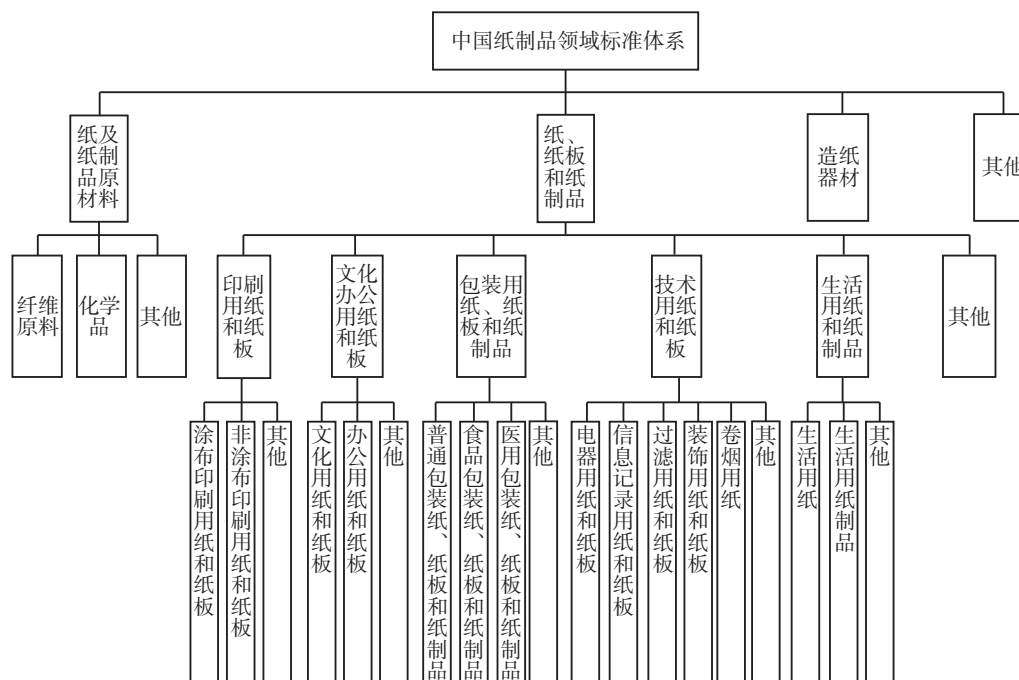 中国纸制品领域标准体系
纸及
纸制
品原
材料
纸、
纸板
和纸
制品
造纸
器材
其他
纤维
原料
化学
品
其他
印刷
用纸
和纸
板
文化
办公
用纸
和纸
板
包装用
纸、纸
板和纸
制品
技术
用纸
和纸
板
生活
用纸
和纸
制品
其他
涂布印刷用纸和纸板
非涂布印刷用纸和纸板
其他
文化用纸和纸板
办公用纸和纸板
其他
普通包装纸、纸板和纸制品
食品包装纸、纸板和纸制品
医用包装纸、纸板和纸制品
其他
电器用纸和纸板
信息记录用纸和纸板
过滤用纸和纸板
装饰用纸和纸板
卷烟用纸
其他
生活用纸
生活用纸制品
其他